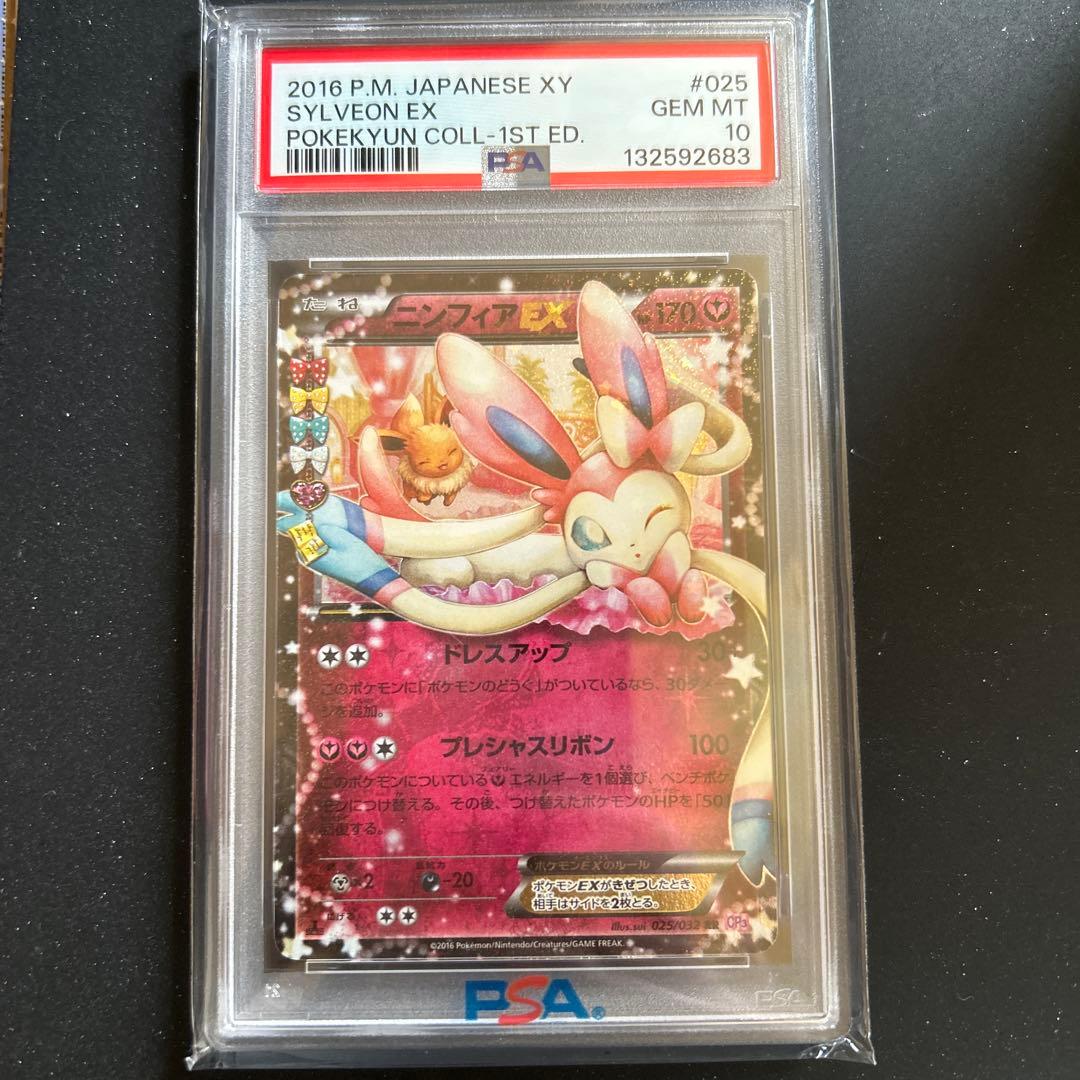 2016 P.M. JAPANESE XY #025
SYLVEON EX GEM MT
POKEKYUN COLL-1ST ED. 10
PSA 132592683
たね ニンフィアEX 170
ドレスアップ 30
このポケモンに「ポケモンのどうぐ」がついているなら、30ダメー
ジを追加。
プレシャスリボン 100
このポケモンについているエネルギーを1個選び、ベンチポケ
モンにつけ替える。その後、つけ替えたポケモンのHPを「50」
回復する。
×2 抵抗力 -20
ポケモンEXのルール
ポケモンEXがきぜつしたとき、
相手はサイドを2枚とる。
にげる
illus. sui 025/032 RR CP3
©2016 Pokémon/Nintendo/Creatures/GAME FREAK.
PSA®
PSA